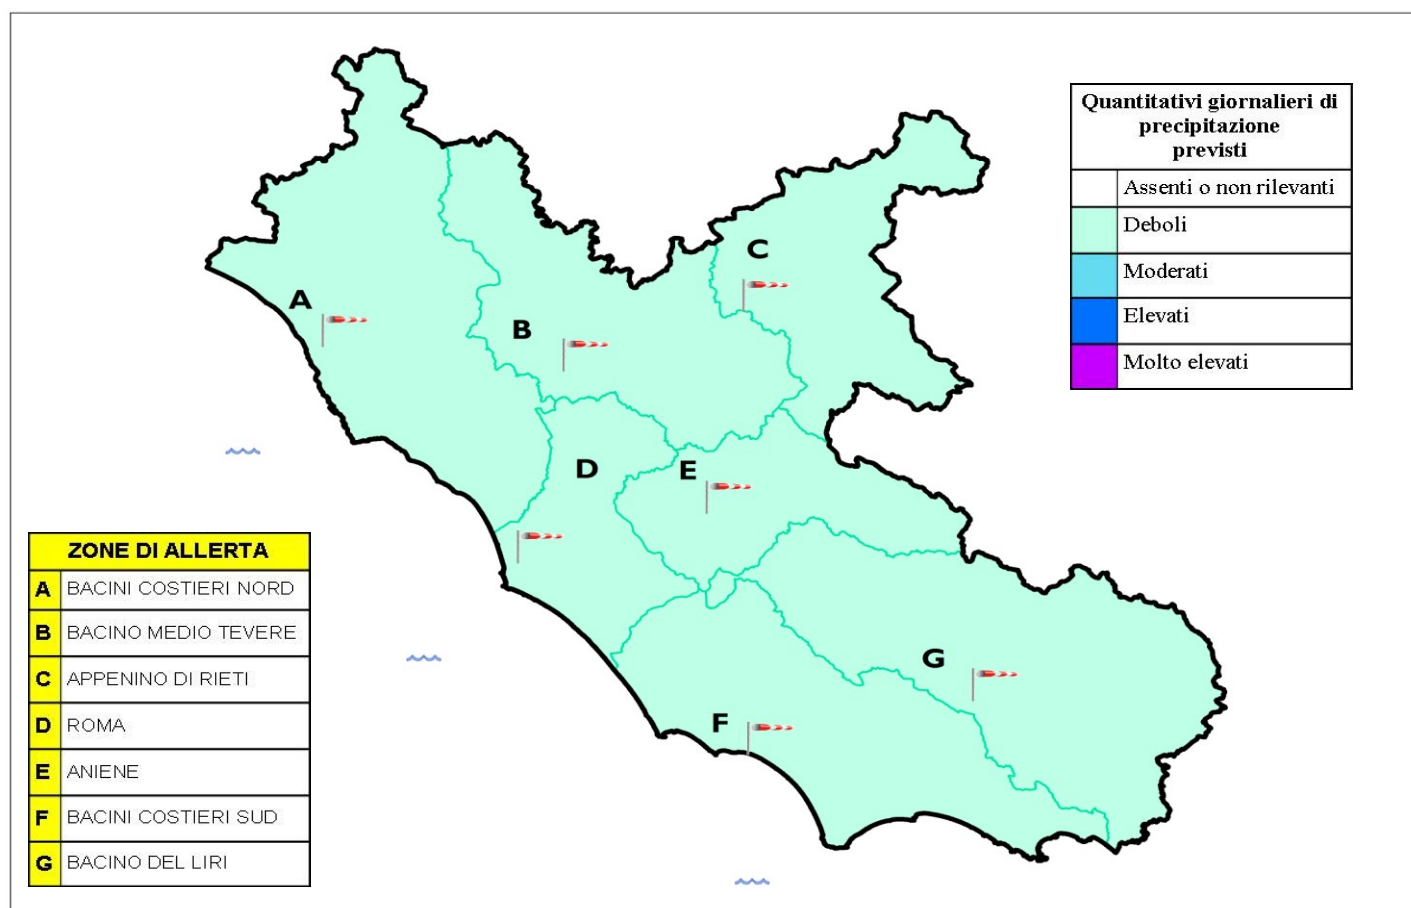 Quantitativi giornalieri di
precipitazione
previsti
Assenti o non rilevanti
Deboli
Moderati
Elevati
Molto elevati
A
B
C
D
E
F
G
ZONE DI ALLERTA
A BACINI COSTIERI NORD
B BACINO MEDIO TEVERE
C APPENINO DI RIETI
D ROMA
E ANIENE
F BACINI COSTIERI SUD
G BACINO DEL LIRI